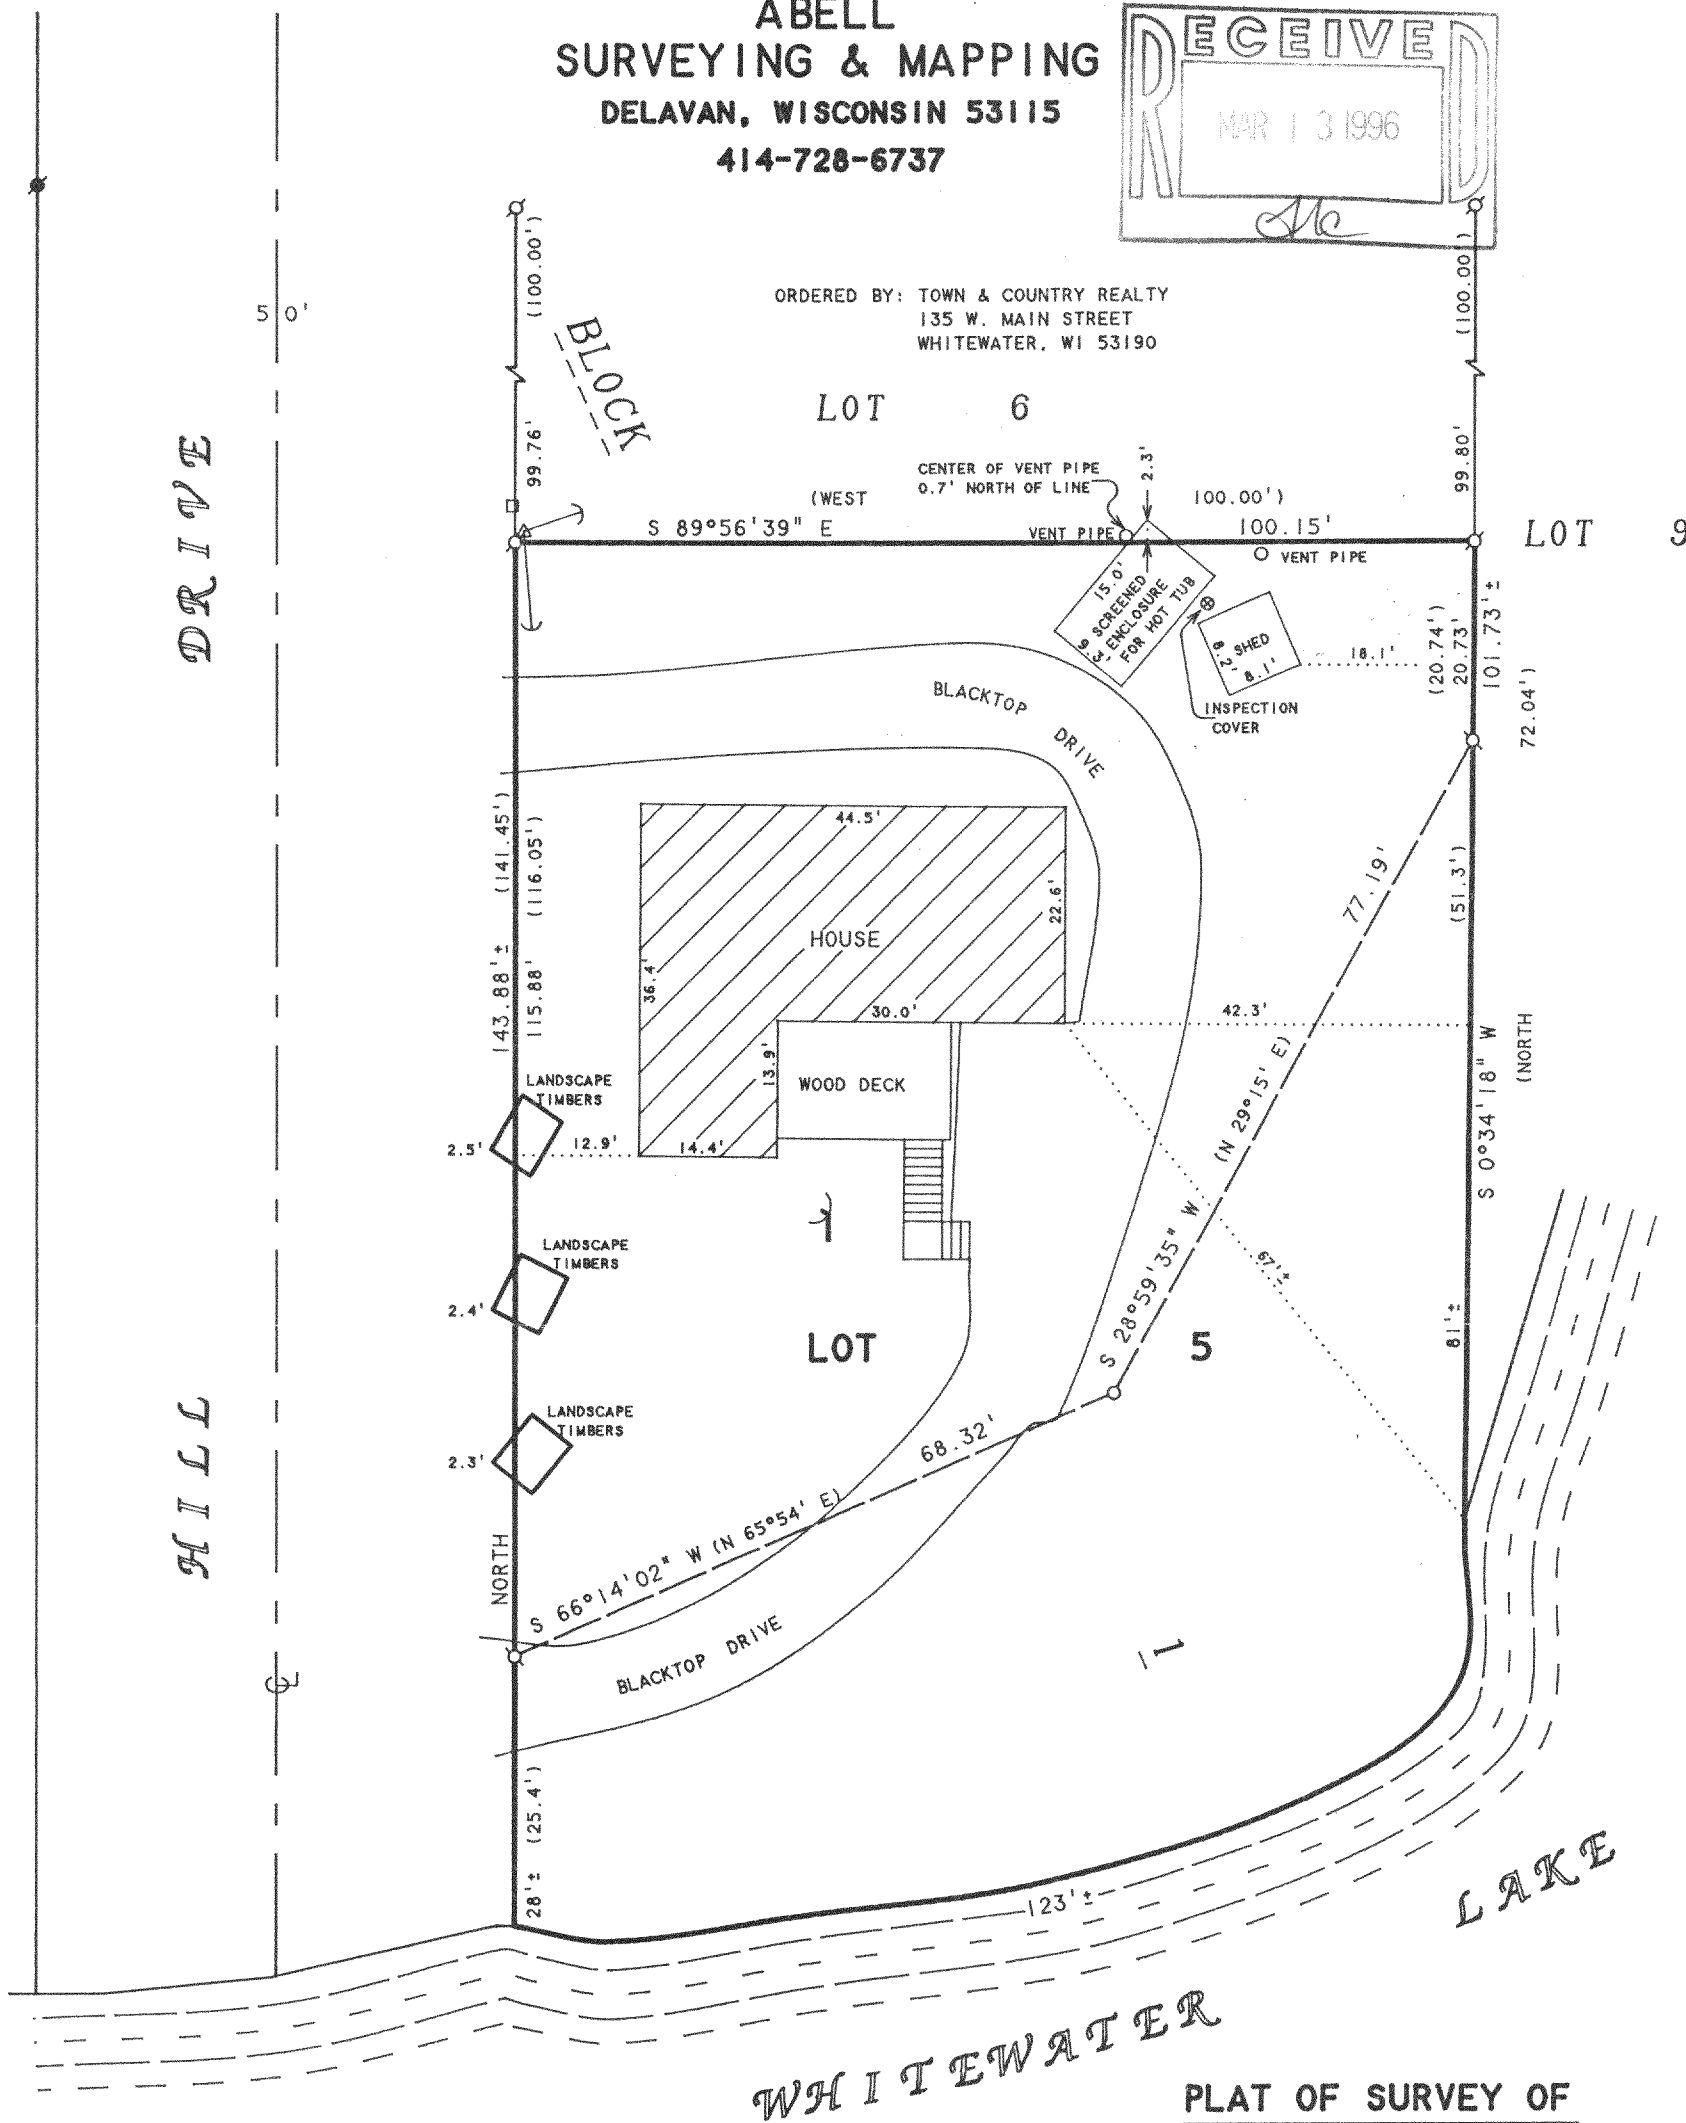 ABELL
SURVEYING & MAPPING
DELAVAN, WISCONSIN 53115
414-728-6737
RECEIVED
MAR 13 1996
ORDERED BY: TOWN & COUNTRY REALTY
135 W. MAIN STREET
WHITEWATER, WI 53190
50'
(100.00')
(100.00')
BLOCK
LOT 6
99.76'
99.80'
CENTER OF VENT PIPE
0.7' NORTH OF LINE
2.3'
(WEST 100.00')
S 89°56'39" E
100.15'
VENT PIPE
VENT PIPE
LOT 9
15.0'
SCREENED
ENCLOSURE
FOR HOT TUB
9.3'
SHED
8.2'
8.1'
18.1'
INSPECTION
COVER
(20.74')
20.73'
101.73'±
72.04')
BLACKTOP
DRIVE
DRIVE
44.5'
22.6'
HOUSE
36.4'
30.0'
13.9'
WOOD DECK
14.4'
12.9'
(141.45')
(116.05')
143.88'±
115.88'
77.19'
(51.3')
42.3'
S 0°34'18" W
(NORTH
LANDSCAPE
TIMBERS
2.5'
LANDSCAPE
TIMBERS
2.4'
LANDSCAPE
TIMBERS
2.3'
S 28°59'35" W (N 29°15' E)
67'±
81'±
LOT 5
68.32'
S 66°14'02" W (N 65°54' E)
NORTH
HILL
BLACKTOP DRIVE
1
28'± (25.4')
123'±
WHITEWATER
LAKE
PLAT OF SURVEY OF